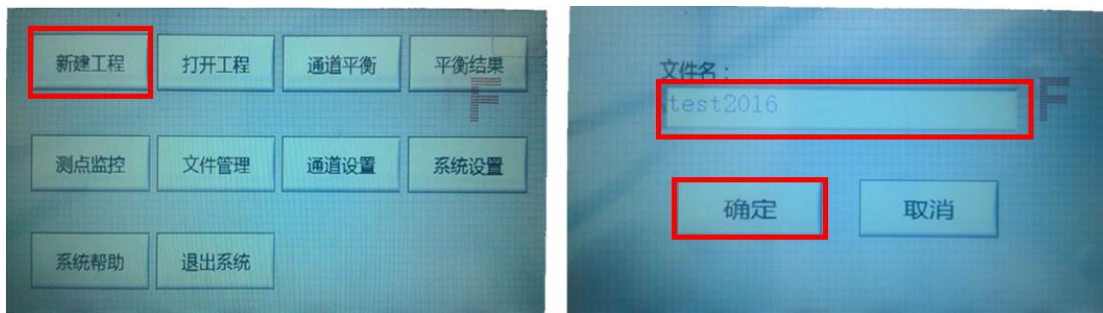 新建工程 打开工程 通道平衡 平衡结果
测点监控 文件管理 通道设置 系统设置
系统帮助 退出系统
文件名:
test2016
确定 取消